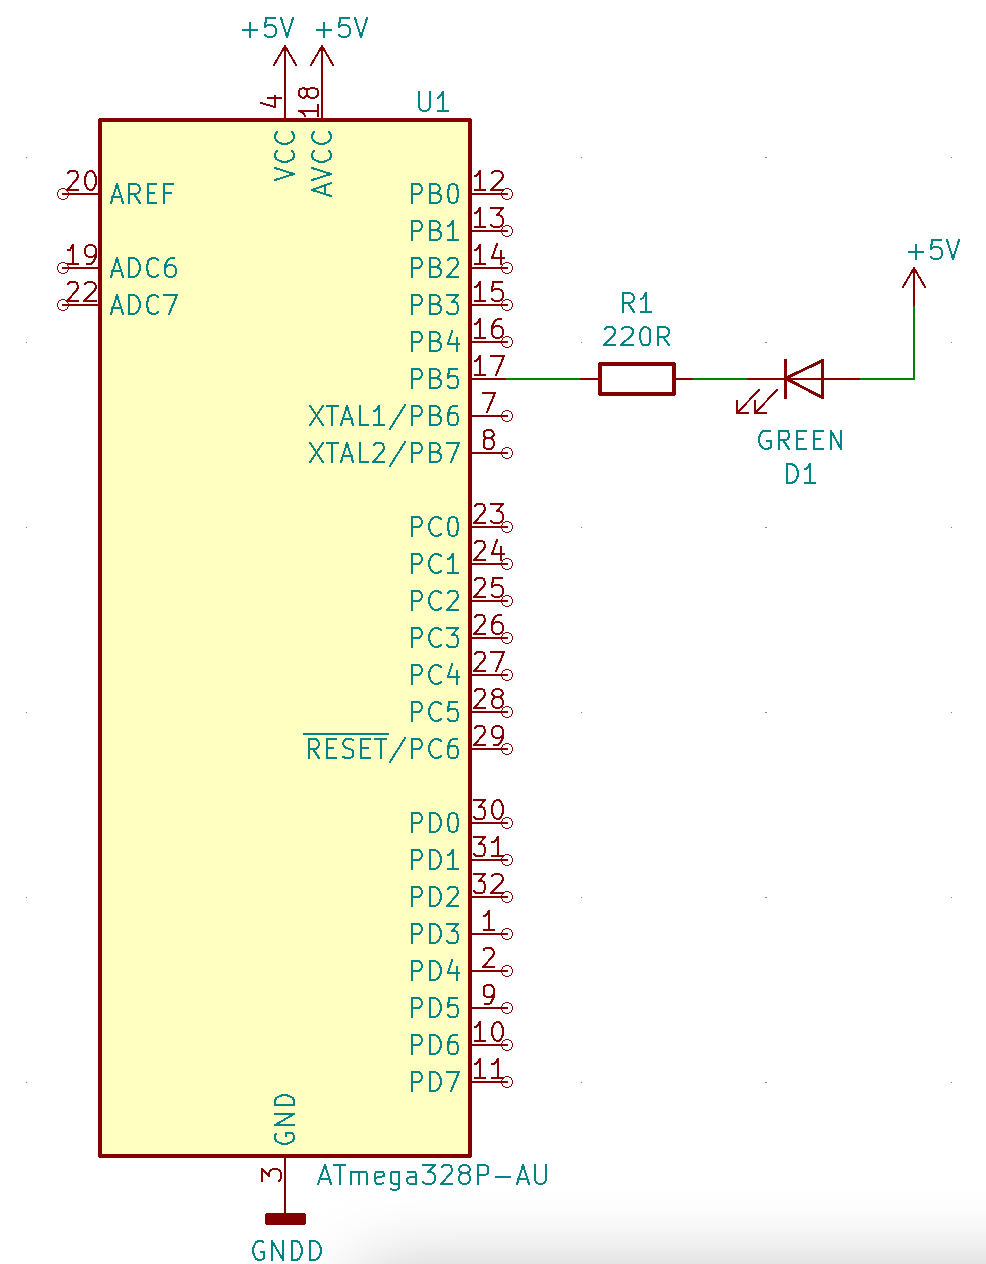 +5V +5V
4 18 U1
VCC AVCC
20 AREF PB0 12
PB1 13
19 ADC6 PB2 14
22 ADC7 PB3 15
PB4 16
PB5 17
XTAL1/PB6 7
XTAL2/PB7 8
+5V
R1
220R
GREEN
D1
PC0 23
PC1 24
PC2 25
PC3 26
PC4 27
PC5 28
RESET/PC6 29
PD0 30
PD1 31
PD2 32
PD3 1
PD4 2
PD5 9
PD6 10
PD7 11
GND
3 ATmega328P-AU
GNDD